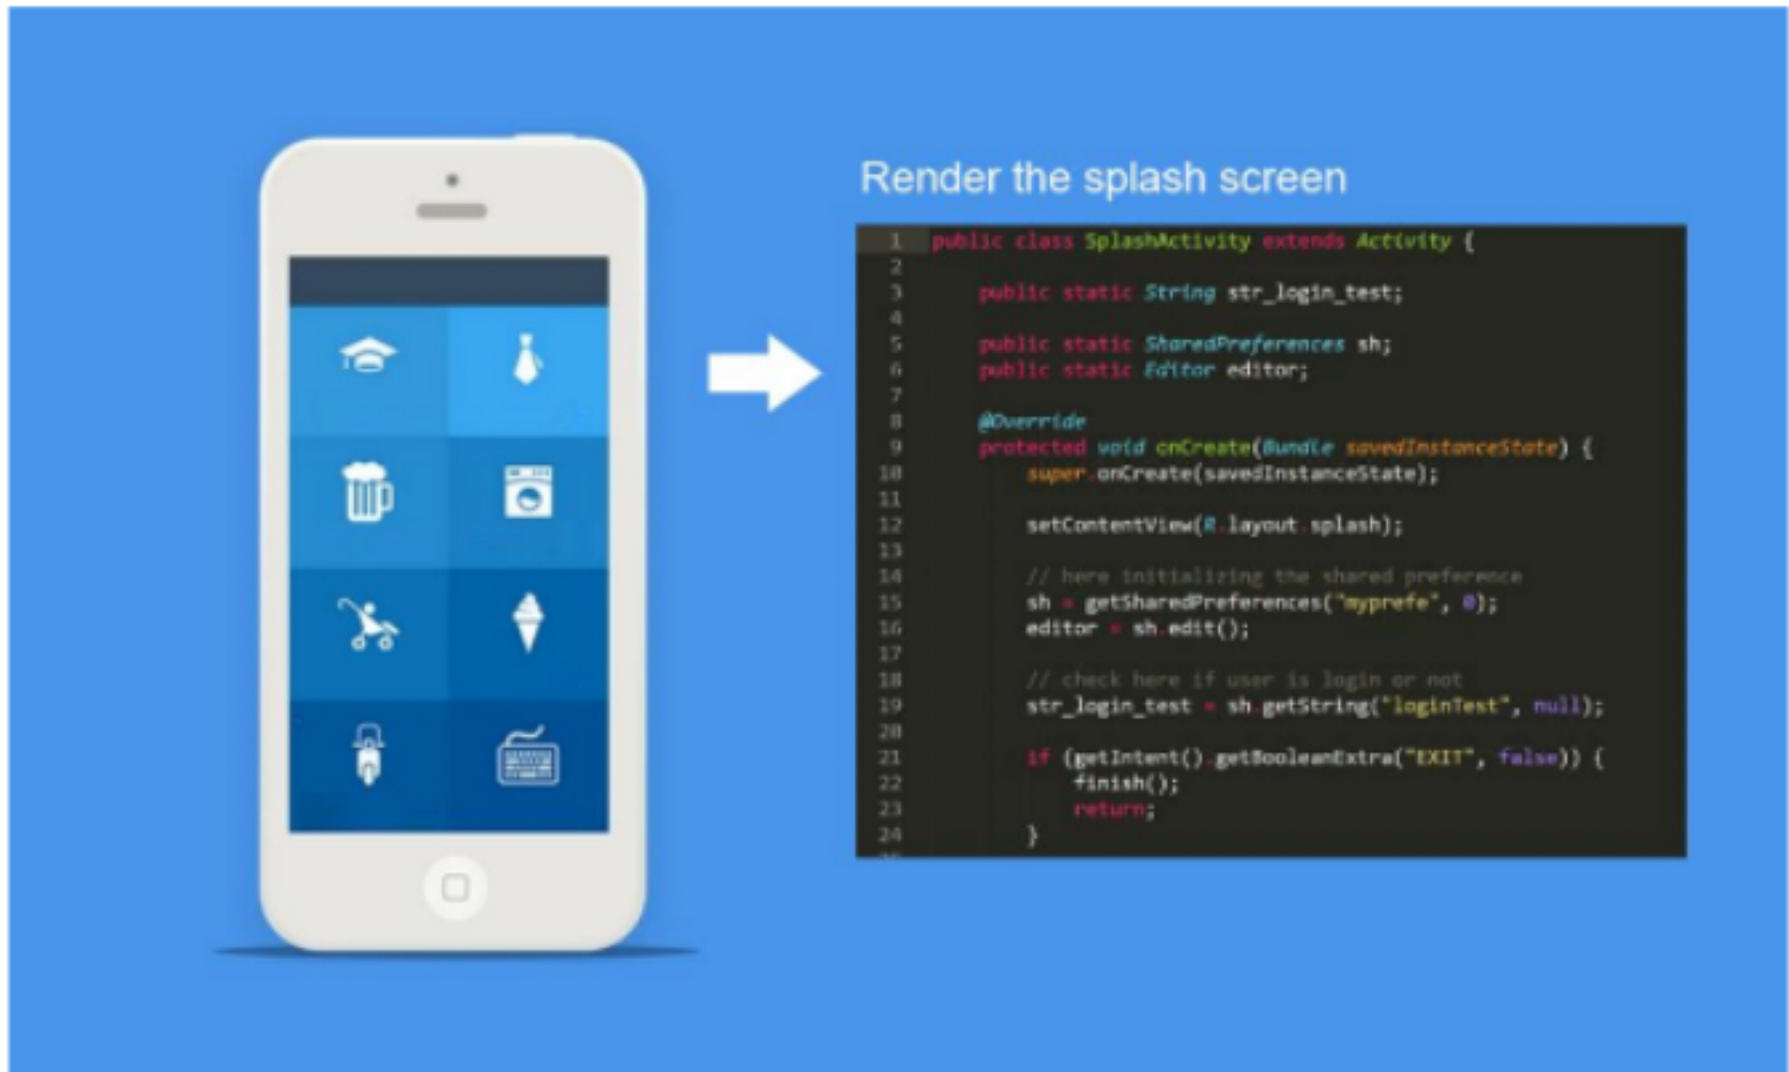 Render the splash screen
1 public class SplashActivity extends Activity {
2
3 public static String str_login_test;
4
5 public static SharedPreferences sh;
6 public static Editor editor;
7
8 @Override
9 protected void onCreate(Bundle savedInstanceState) {
10 super.onCreate(savedInstanceState);
11
12 setContentView(R.layout.splash);
13
14 // here initializing the shared preference
15 sh = getSharedPreferences("myprefe", 0);
16 editor = sh.edit();
17
18 // check here if user is login or not
19 str_login_test = sh.getString("loginTest", null);
20
21 if (getIntent().getBooleanExtra("EXIT", false)) {
22 finish();
23 return;
24 }